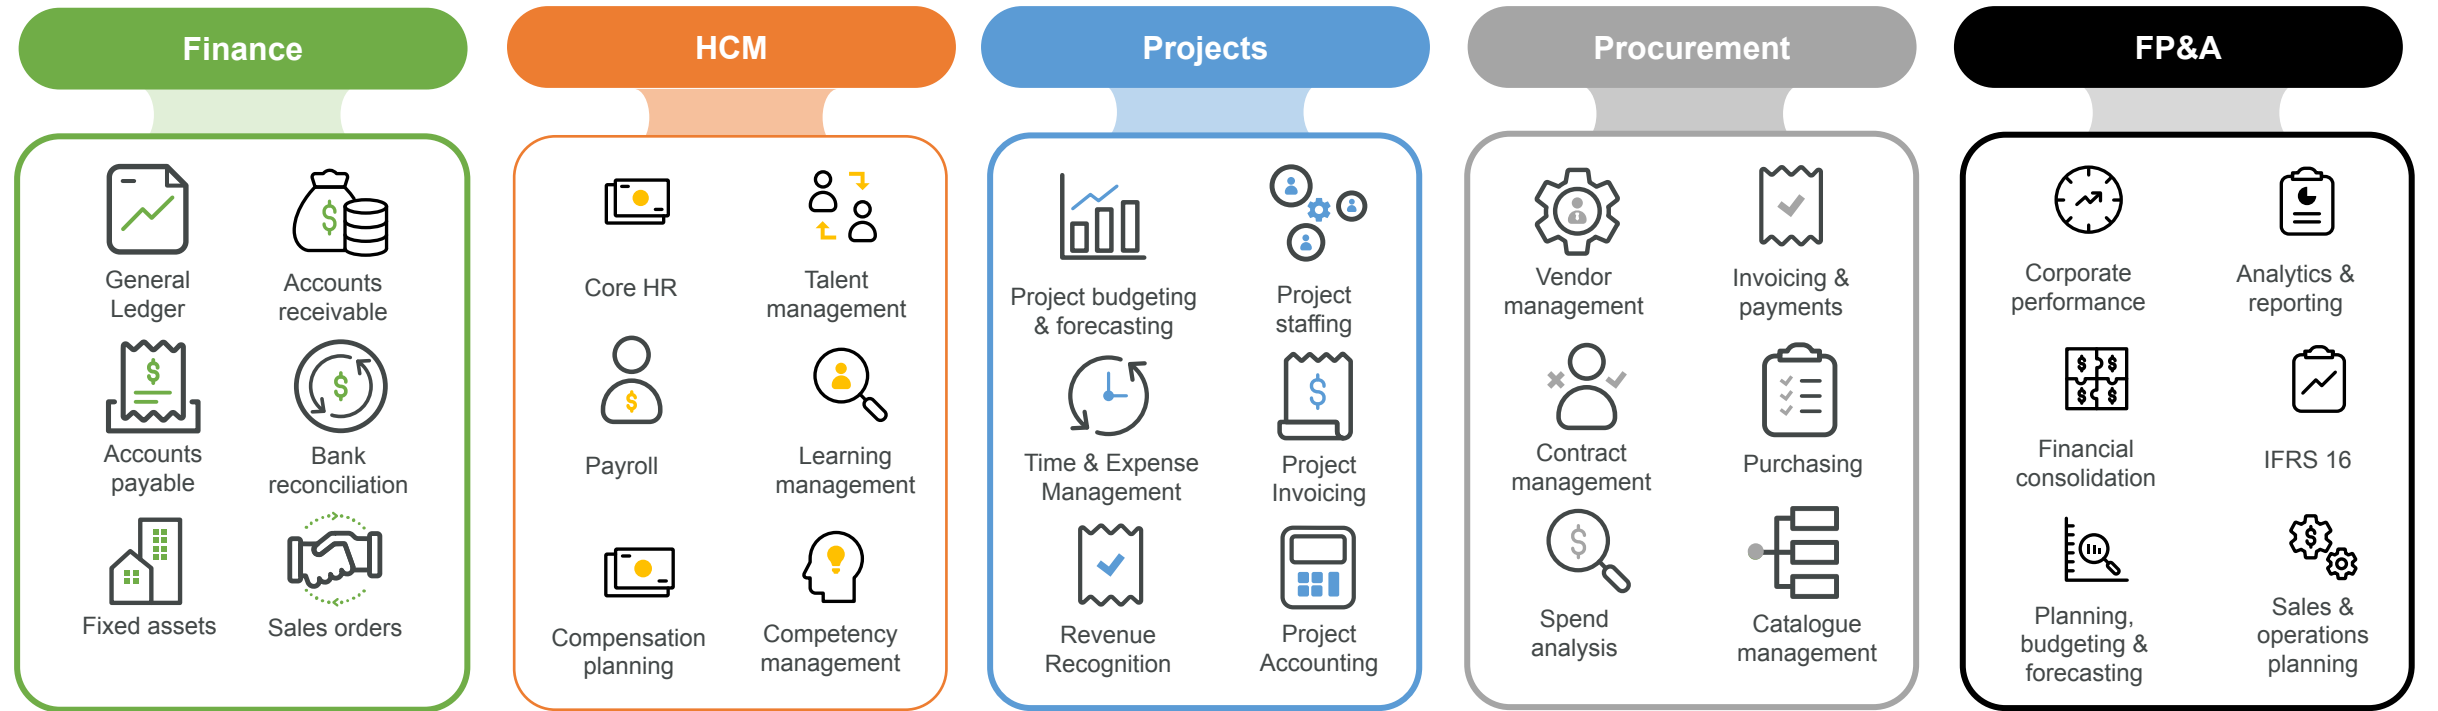 Finance
General
Ledger
Accounts
receivable
Accounts
payable
Bank
reconciliation
Fixed assets
Sales orders
HCM
Core HR
Talent
management
Payroll
Learning
management
Compensation
planning
Competency
management
Projects
Project budgeting
& forecasting
Project
staffing
Time & Expense
Management
Project
Invoicing
Revenue
Recognition
Project
Accounting
Procurement
Vendor
management
Invoicing &
payments
Contract
management
Purchasing
Spend
analysis
Catalogue
management
FP&A
Corporate
performance
Analytics &
reporting
Financial
consolidation
IFRS 16
Planning,
budgeting &
forecasting
Sales &
operations
planning